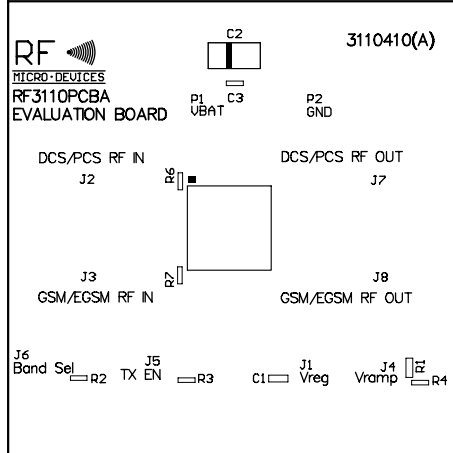 C2
3110410(A)
RF
MICRO·DEVICES
RF3110PCBA
EVALUATION BOARD
C3
P1
VBAT
P2
GND
DCS/PCS RF IN
J2
R6
DCS/PCS RF OUT
J7
J3
GSM/EGSM RF IN
R7
J8
GSM/EGSM RF OUT
J6
Band Sel
R2
J5
TX EN
R3
C1
J1
Vreg
J4
Vramp
R1
R4